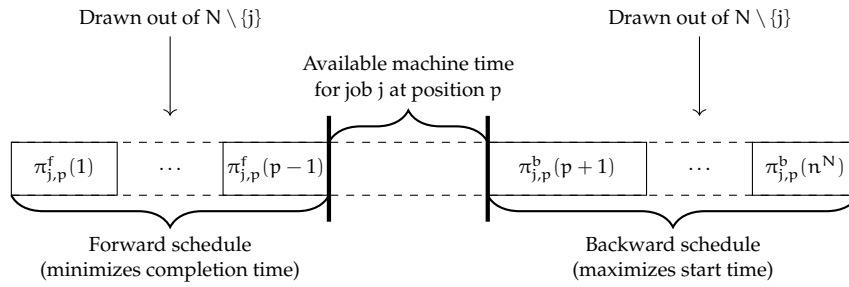 Drawn out of N \ {j}
Drawn out of N \ {j}
Available machine time
for job j at position p
π^f_{j,p}(1) ⋯ π^f_{j,p}(p − 1) π^b_{j,p}(p + 1) ⋯ π^b_{j,p}(n^N)
Forward schedule
(minimizes completion time)
Backward schedule
(maximizes start time)